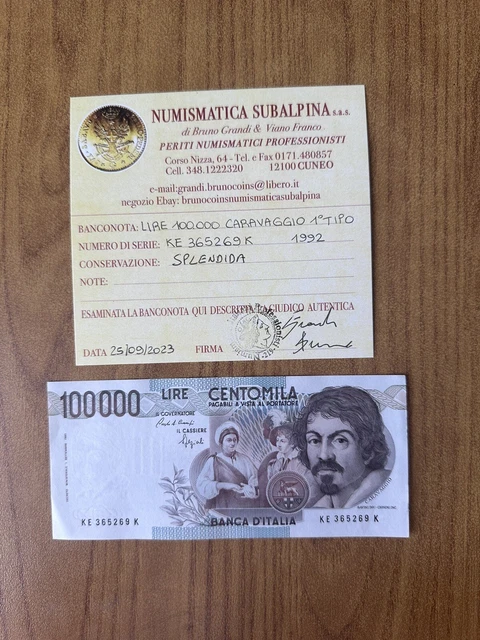 NUMISMATICA SUBALPINA s.a.s.
di Bruno Grandi & Viano Franco
PERITI NUMISMATICI PROFESSIONISTI
Corso Nizza, 64 - Tel. e Fax 0171.480857
Cell. 348.1222320 12100 CUNEO
e-mail:grandi.brunocoins@libero.it
negozio Ebay: brunocoinsnumismaticasubalpina
BANCONOTA: LIRE 100.000 CARAVAGGIO 1° TIPO
NUMERO DI SERIE: KE 365269K 1992
CONSERVAZIONE: SPLENDIDA
NOTE:
ESAMINATA LA BANCONOTA QUI DESCRITTA LA GIUDICO AUTENTICA
DATA 25/09/2023 FIRMA
100000 LIRE CENTOMILA
PAGABILI A VISTA AL PORTATORE
IL GOVERNATORE
IL CASSIERE
CARAVAGGIO
BANCA D'ITALIA
KE 365269 K
KE 365269 K